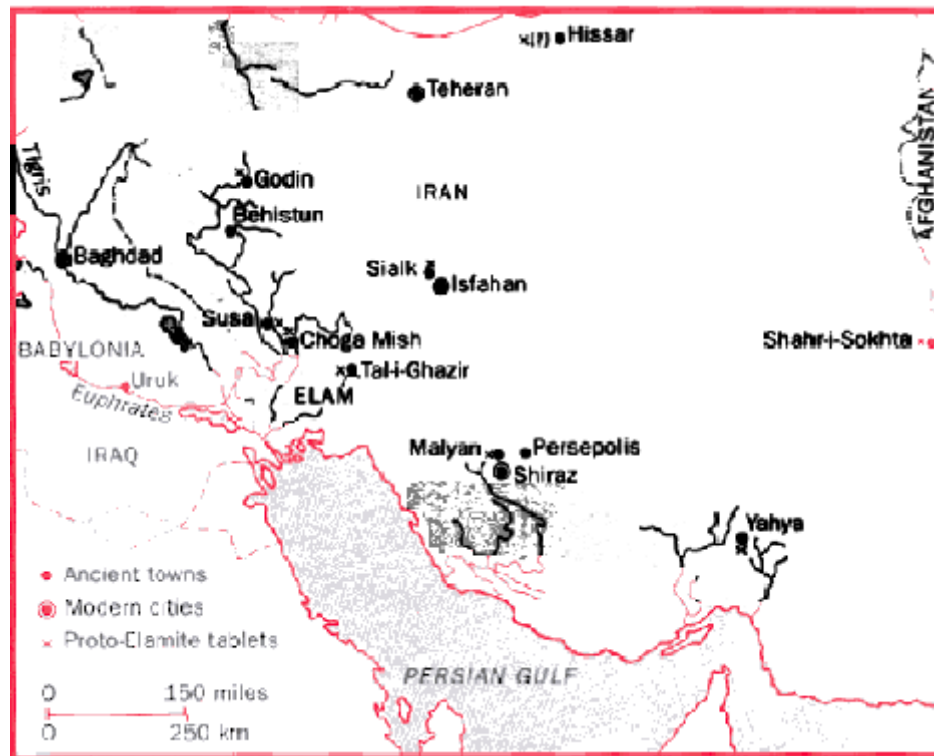 ×(?) Hissar
Teheran
AFGHANISTAN
Tigris
Godin
IRAN
Behistun
Baghdad
Sialk
Isfahan
Susa
Choga Mish
Shahr-i-Sokhta
BABYLONIA
Tal-i-Ghazir
Uruk
ELAM
Euphrates
IRAQ
Malyan
Persepolis
Shiraz
Yahya
Ancient towns
Modern cities
Proto-Elamite tablets
PERSIAN GULF
0 150 miles
0 250 km